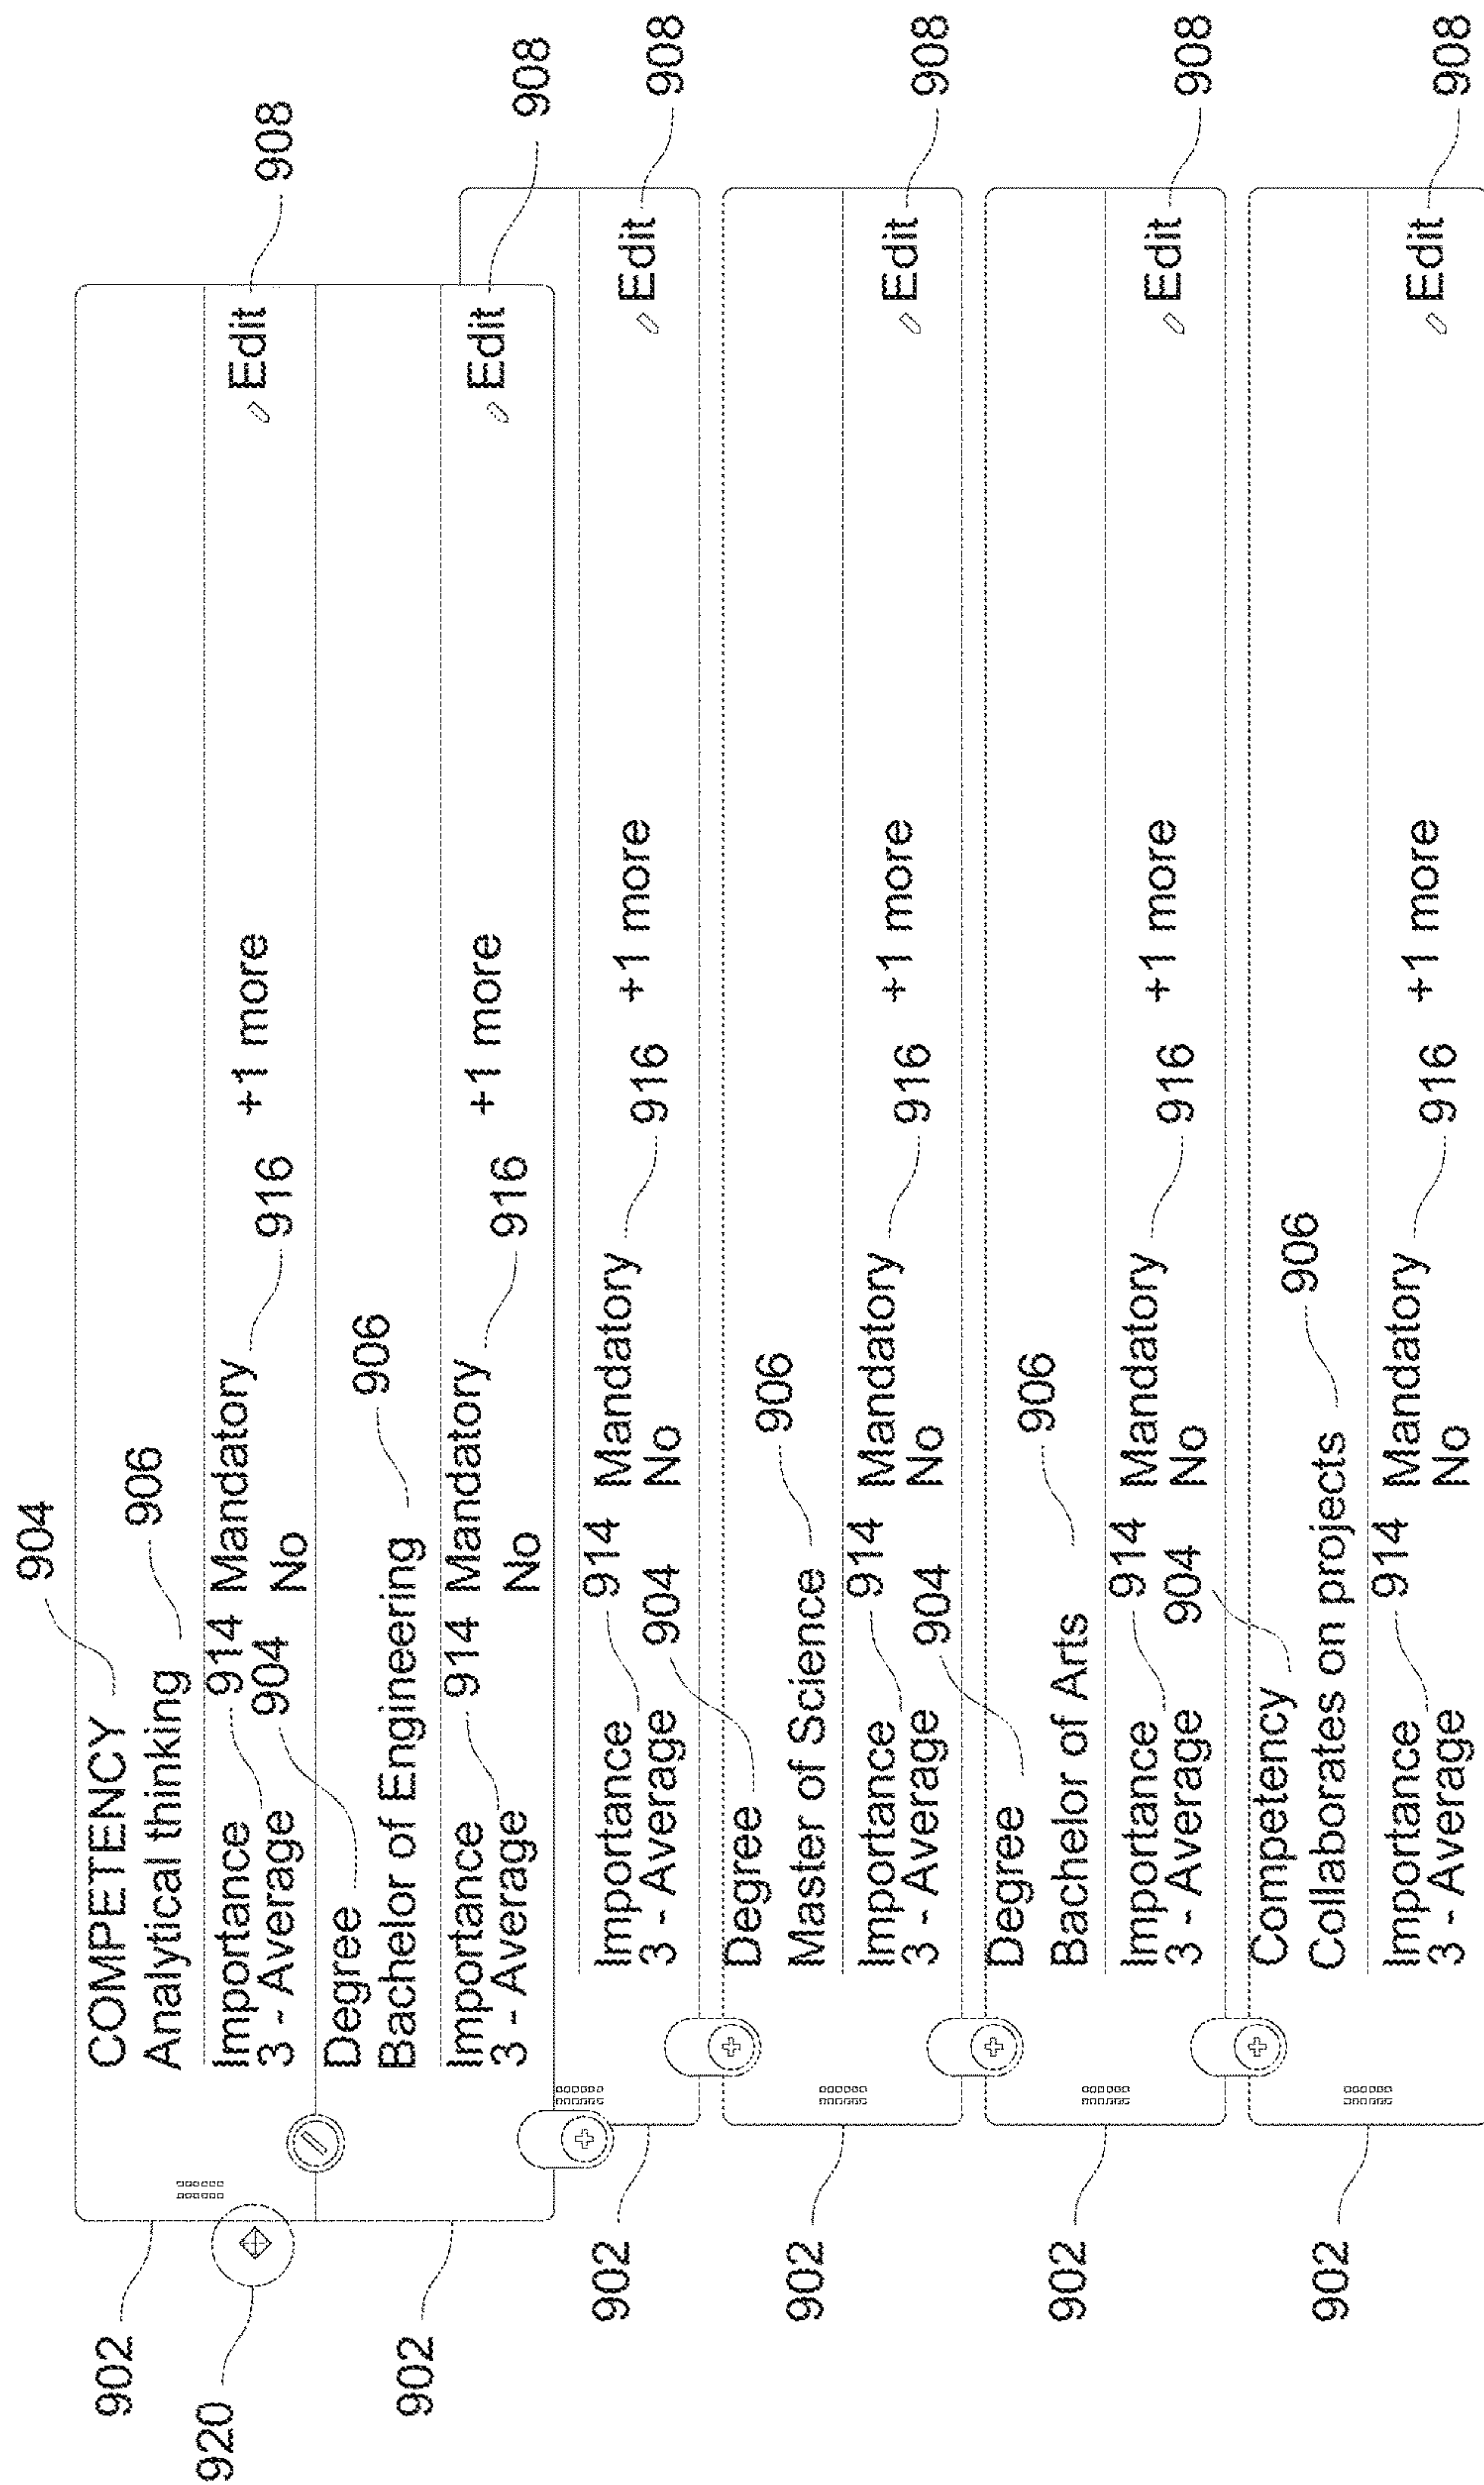 904
COMPETENCY
Analytical thinking 906
Importance 914 Mandatory 916 +1 more Edit 908
3 - Average No
902
920
904
Degree
Bachelor of Engineering 906
Importance 914 Mandatory 916 +1 more Edit 908
3 - Average No
902
Importance 914 Mandatory 916 +1 more Edit 908
3 - Average No
902
904
Degree
Master of Science 906
Importance 914 Mandatory 916 +1 more Edit 908
3 - Average No
902
904
Degree
Bachelor of Arts 906
Importance 914 Mandatory 916 +1 more Edit 908
3 - Average No
902
904
Competency
Collaborates on projects 906
Importance 914 Mandatory 916 +1 more Edit 908
3 - Average No
902